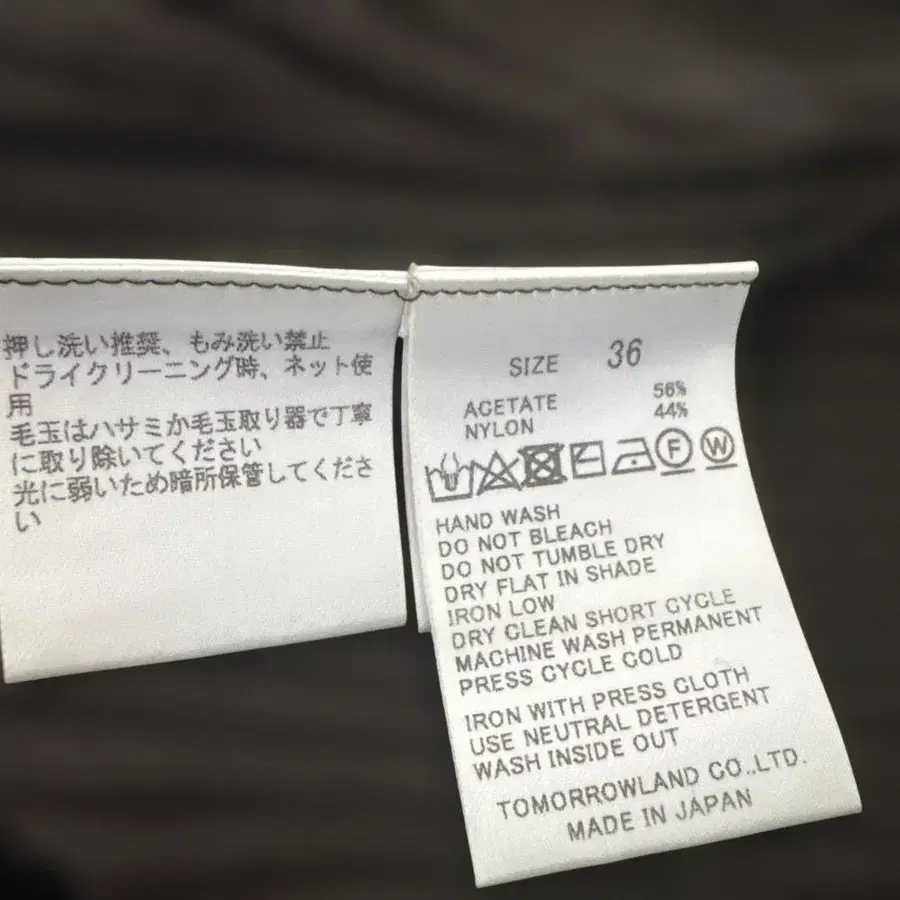 押し洗い推奨、もみ洗い禁止
ドライクリーニング時、ネット使
用
毛玉はハサミか毛玉取り器で丁寧
に取り除いてください
光に弱いため暗所保管してくださ
い
SIZE 36
ACETATE 56%
NYLON 44%
F W
HAND WASH
DO NOT BLEACH
DO NOT TUMBLE DRY
DRY FLAT IN SHADE
IRON LOW
DRY CLEAN SHORT CYCLE
MACHINE WASH PERMANENT
PRESS CYCLE COLD
IRON WITH PRESS CLOTH
USE NEUTRAL DETERGENT
WASH INSIDE OUT
TOMORROWLAND CO.,LTD.
MADE IN JAPAN